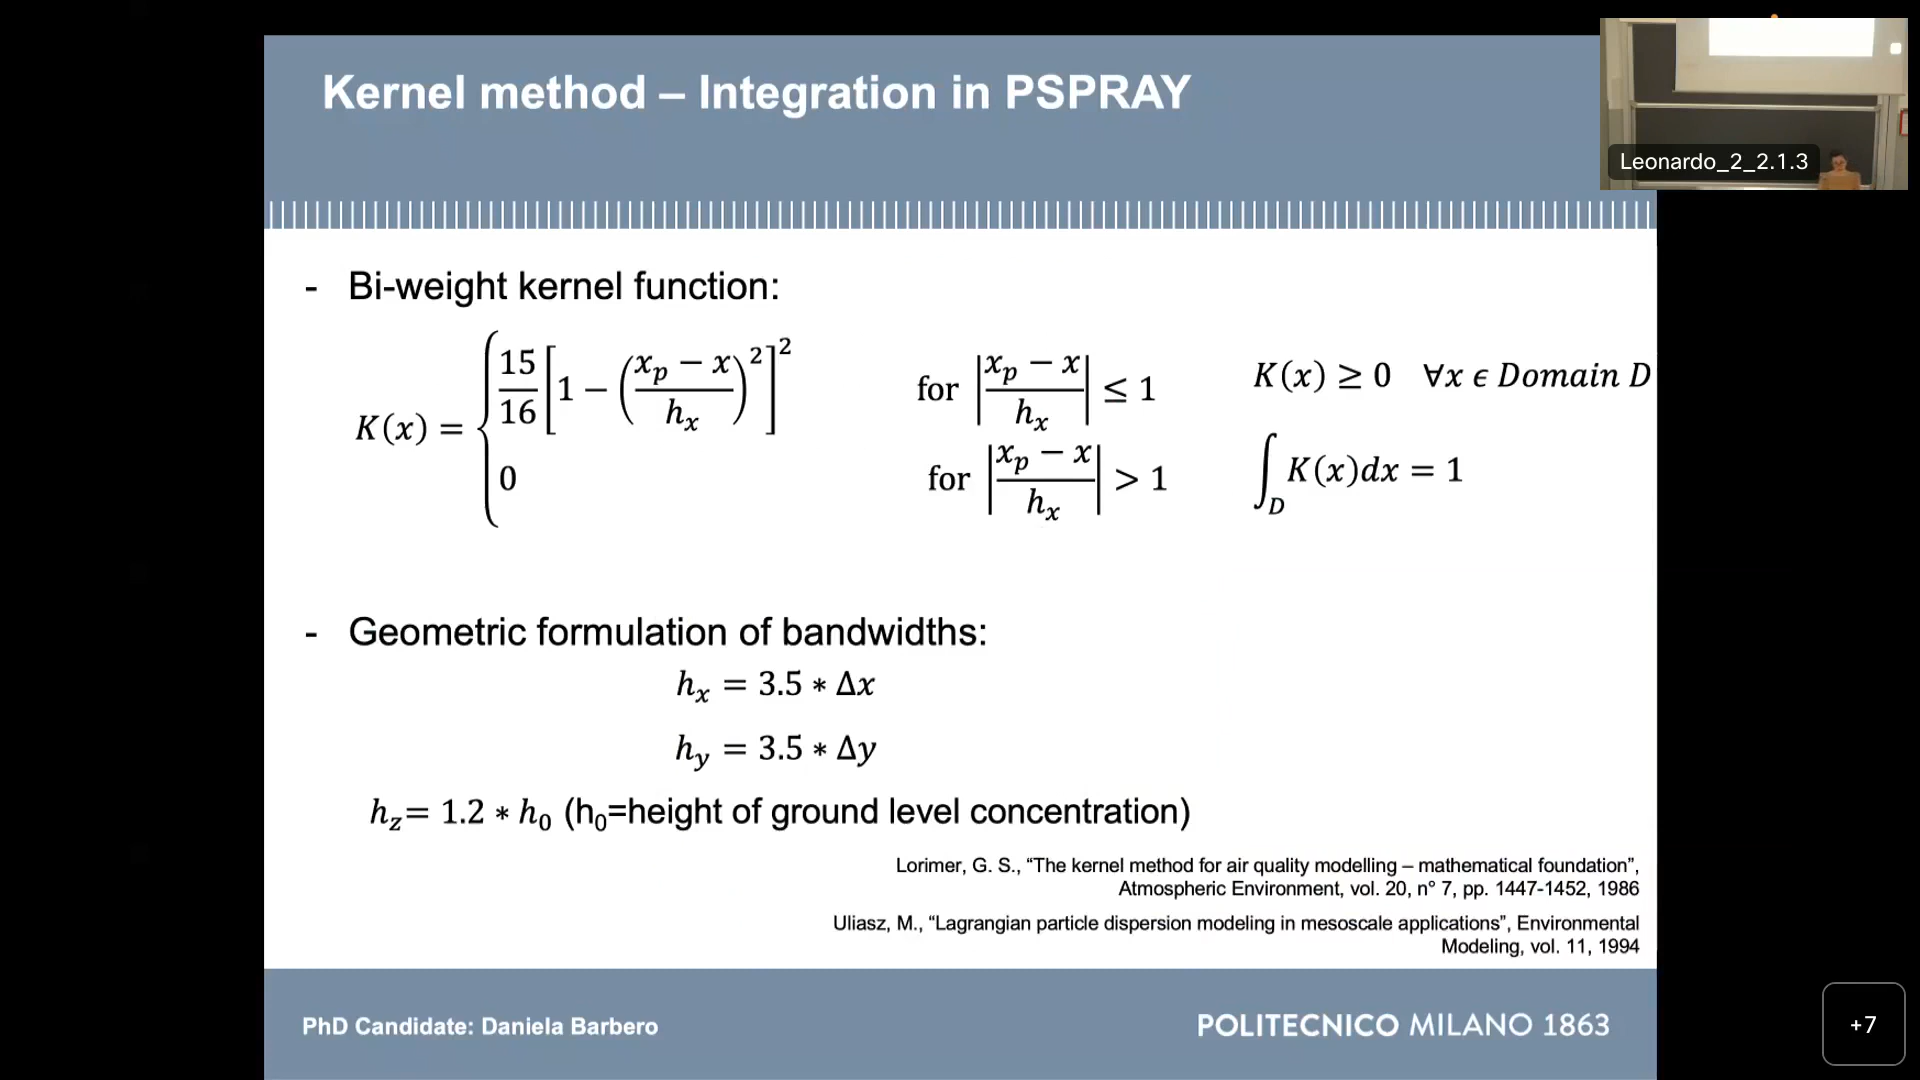 Kernel method – Integration in PSPRAY
Leonardo_2_2.1.3
- Bi-weight kernel function:
K(x) = { 15/16 [1 − ((x_p − x)/h_x)^2]^2 for |(x_p − x)/h_x| ≤ 1 K(x) ≥ 0 ∀x ϵ Domain D
0 for |(x_p − x)/h_x| > 1 ∫_D K(x)dx = 1
- Geometric formulation of bandwidths:
h_x = 3.5 ∗ Δx
h_y = 3.5 ∗ Δy
h_z= 1.2 ∗ h_0 (h_0=height of ground level concentration)
Lorimer, G. S., “The kernel method for air quality modelling – mathematical foundation”,
Atmospheric Environment, vol. 20, n° 7, pp. 1447-1452, 1986
Uliasz, M., “Lagrangian particle dispersion modeling in mesoscale applications”, Environmental
Modeling, vol. 11, 1994
PhD Candidate: Daniela Barbero
POLITECNICO MILANO 1863
+7